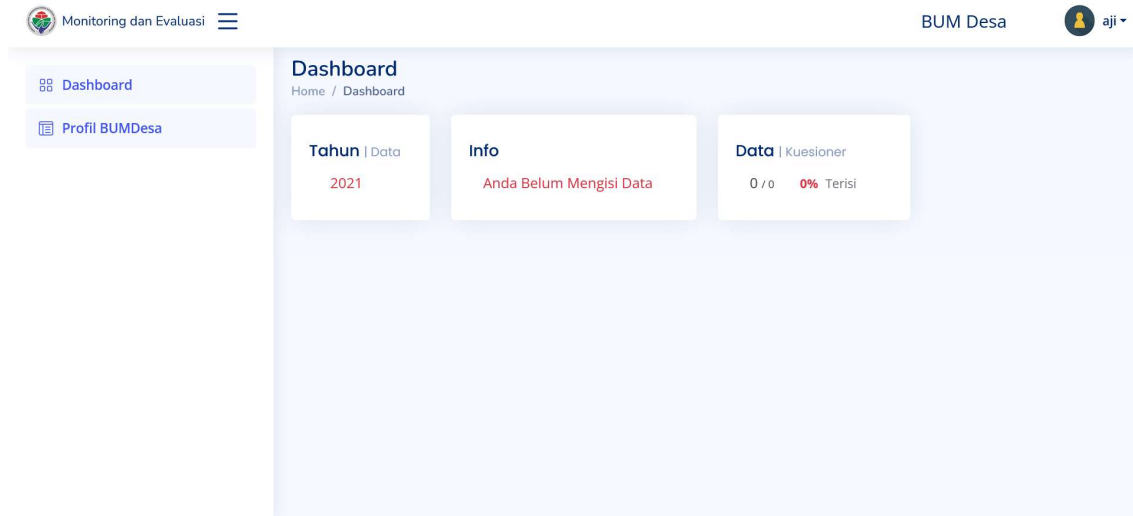 Monitoring dan Evaluasi
BUM Desa
aji
Dashboard
Profil BUMDesa
Dashboard
Home / Dashboard
Tahun | Data
2021
Info
Anda Belum Mengisi Data
Data | Kuesioner
0 / 0 0% Terisi